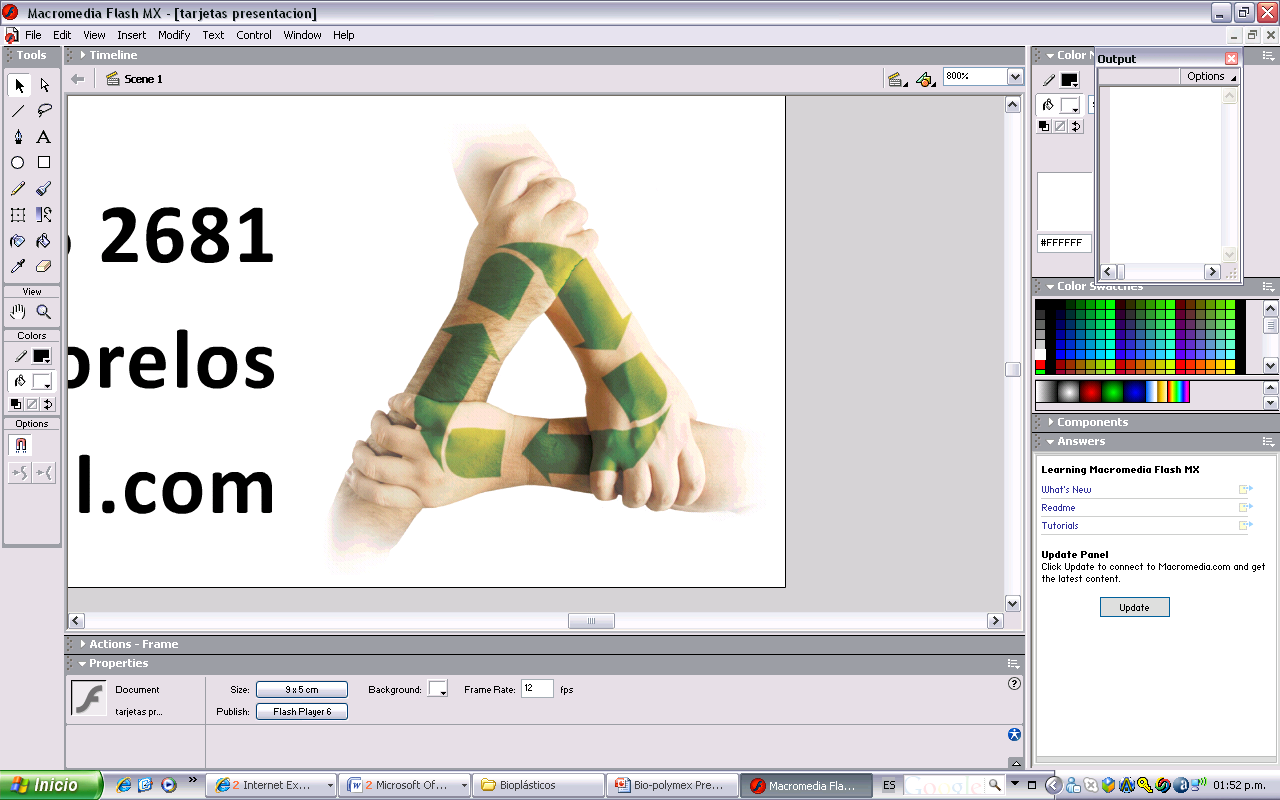 Macromedia Flash MX - [tarjetas presentacion]
File Edit View Insert Modify Text Control Window Help
Tools
Timeline
Scene 1
800%
Output
Options
2681
orelos
l.com
View
Colors
Options
#FFFFFF
Color Swatches
Components
Answers
Learning Macromedia Flash MX
What's New
Readme
Tutorials
Update Panel
Click Update to connect to Macromedia.com and get
the latest content.
Update
Actions - Frame
Properties
Document
tarjetas pr...
Size: 9 x 5 cm
Background:
Frame Rate: 12 fps
Publish: Flash Player 6
Inicio
2 Internet Ex...
2 Microsoft Of...
Bioplásticos
Bio-polymex Pre...
Macromedia Fla...
ES
Google
01:52 p.m.